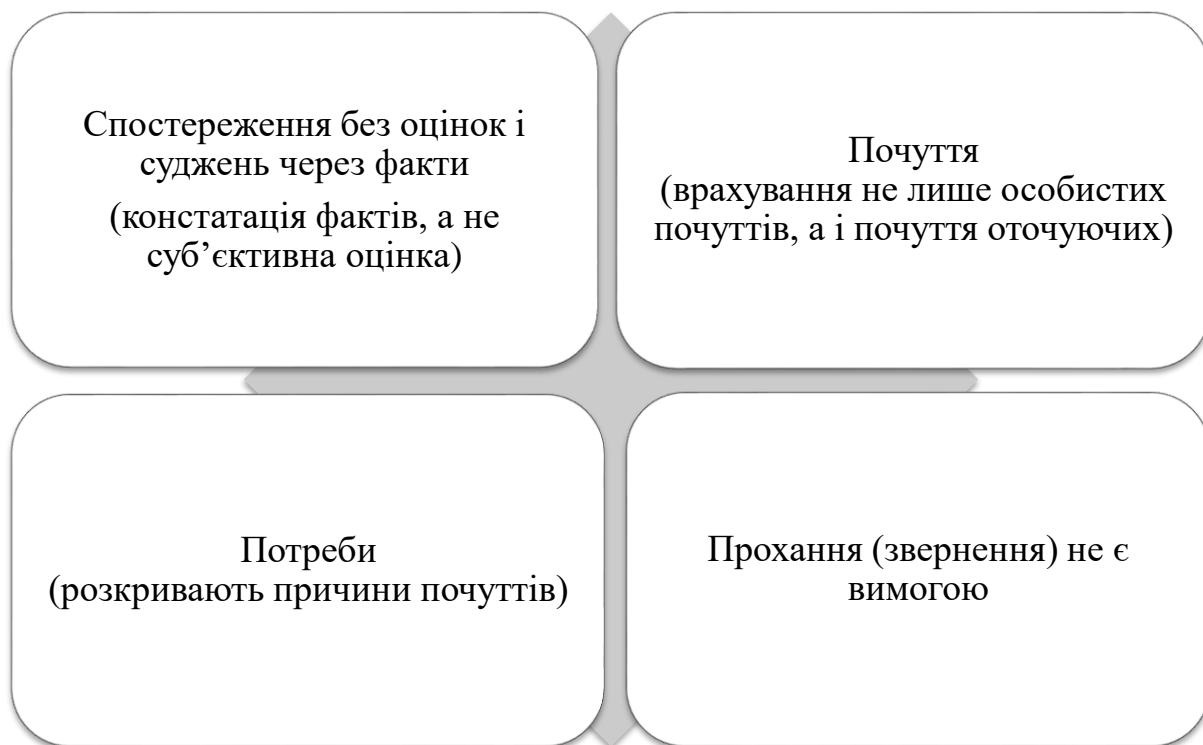 Спостереження без оцінок і
суджень через факти
(констатація фактів, а не
суб’єктивна оцінка)
Почуття
(врахування не лише особистих
почуттів, а і почуття оточуючих)
Потреби
(розкривають причини почуттів)
Прохання (звернення) не є
вимогою